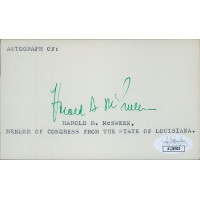 AUTOGRAPH OF:
Harold B McSween
HAROLD B. McSWEEN,
MEMBER OF CONGRESS FROM THE STATE OF LOUISIANA.